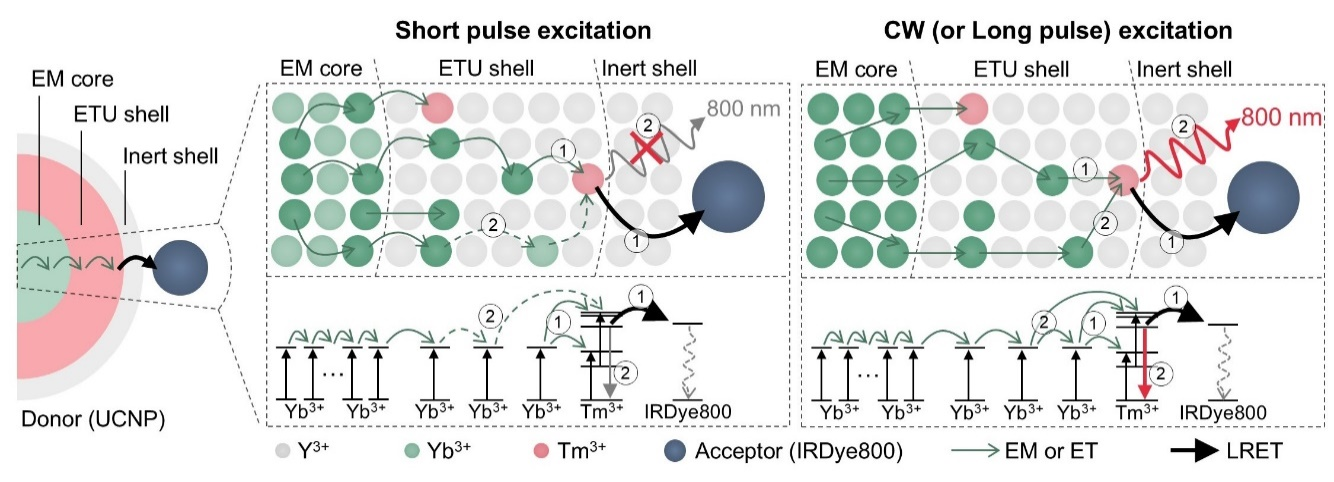 Short pulse excitation
CW (or Long pulse) excitation
EM core
ETU shell
Inert shell
Donor (UCNP)
EM core
ETU shell
Inert shell
1
2
800 nm
2
1
2
1
1
2
...
Yb³⁺
Yb³⁺
Yb³⁺
Yb³⁺
Yb³⁺
Tm³⁺
IRDye800
EM core
ETU shell
Inert shell
2
800 nm
1
2
1
2
1
1
2
...
Yb³⁺
Yb³⁺
Yb³⁺
Yb³⁺
Yb³⁺
Tm³⁺
IRDye800
Y³⁺
Yb³⁺
Tm³⁺
Acceptor (IRDye800)
EM or ET
LRET